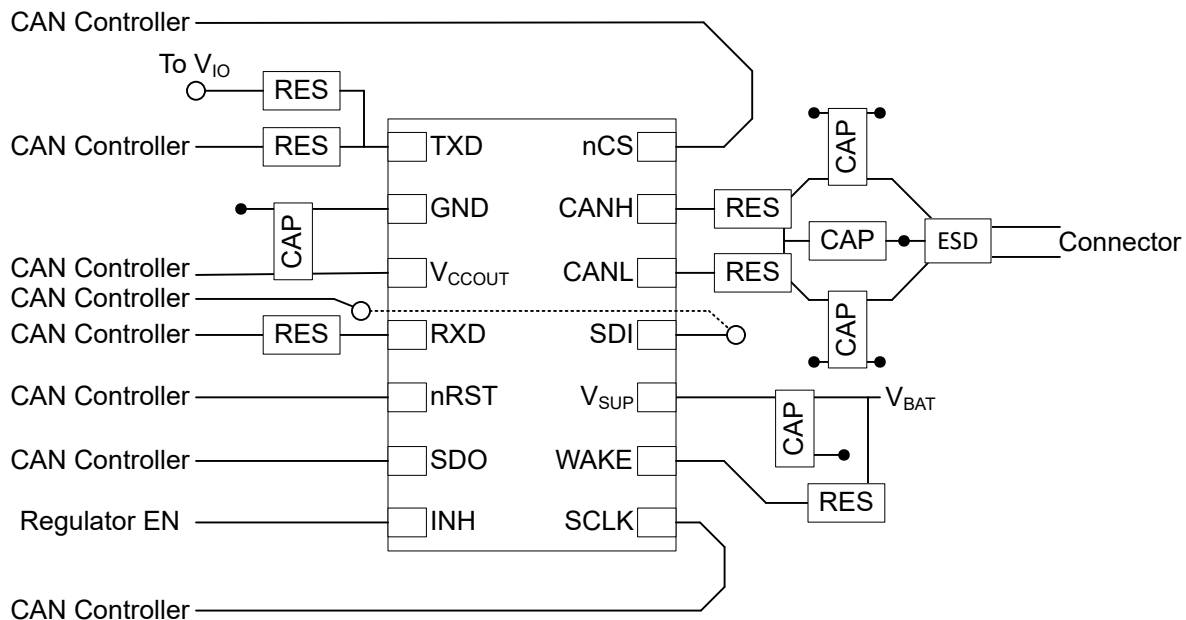 CAN Controller
To VIO
RES
CAN Controller
RES
TXD
nCS
CAP
GND
CANH
RES
CAP
CAP
ESD
Connector
CAN Controller
VCCOUT
CANL
RES
CAN Controller
CAN Controller
RES
RXD
SDI
CAP
CAN Controller
nRST
VSUP
CAP
VBAT
CAN Controller
SDO
WAKE
RES
Regulator EN
INH
SCLK
CAN Controller